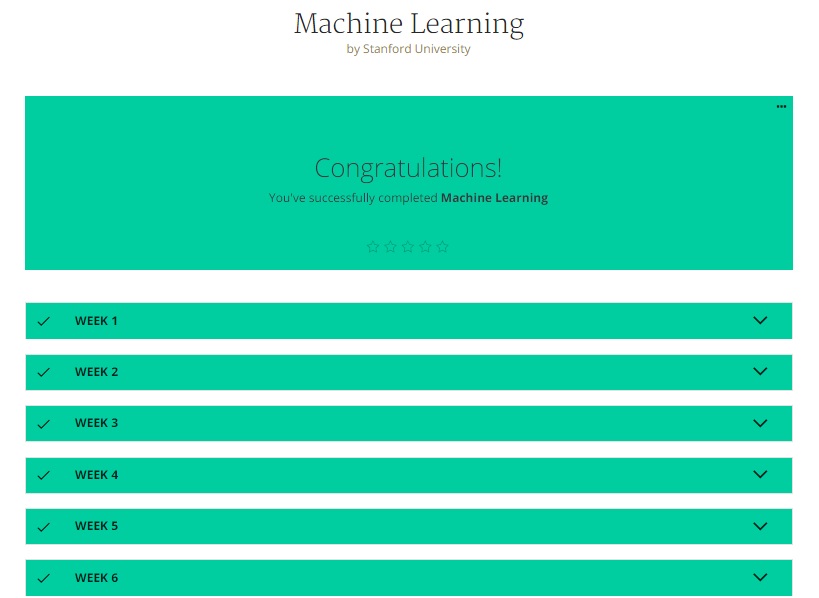 Machine Learning
by Stanford University
Congratulations!
You've successfully completed Machine Learning
WEEK 1
WEEK 2
WEEK 3
WEEK 4
WEEK 5
WEEK 6